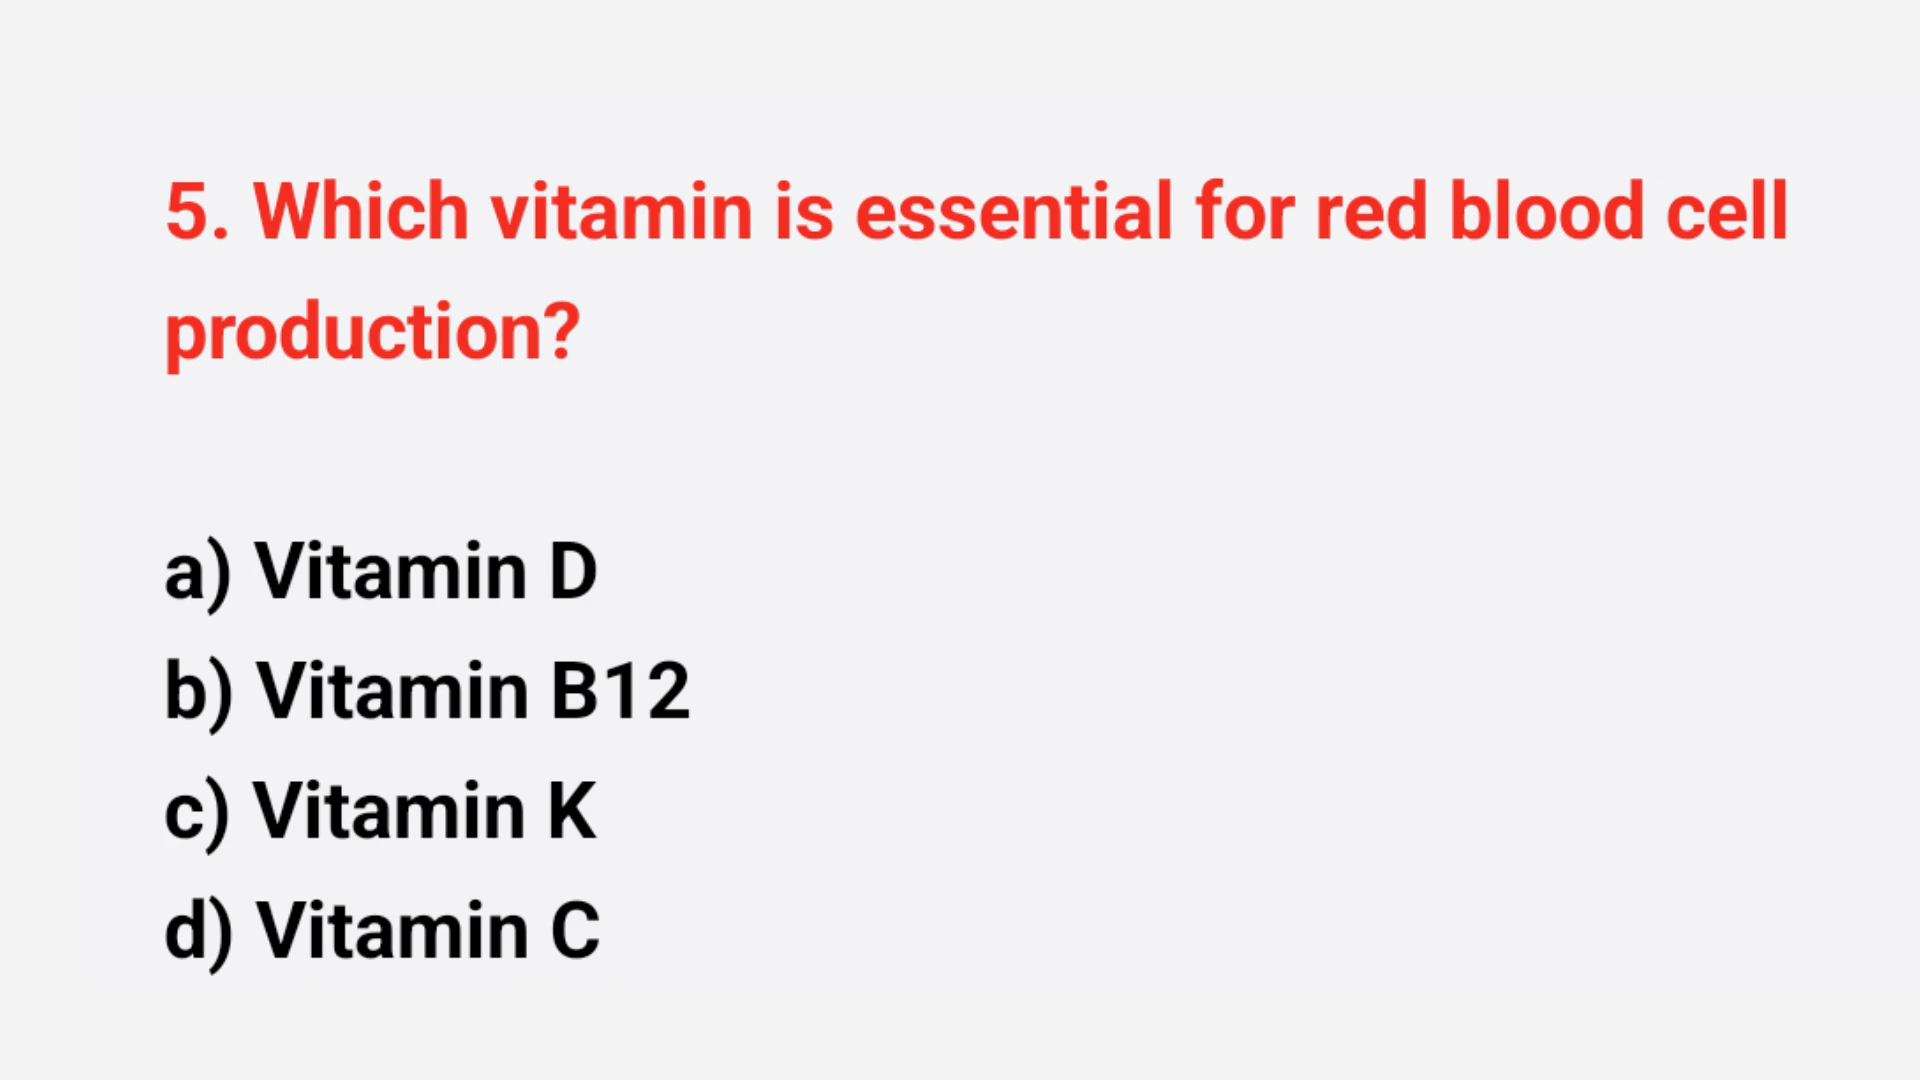 5. Which vitamin is essential for red blood cell
production?
a) Vitamin D
b) Vitamin B12
c) Vitamin K
d) Vitamin C